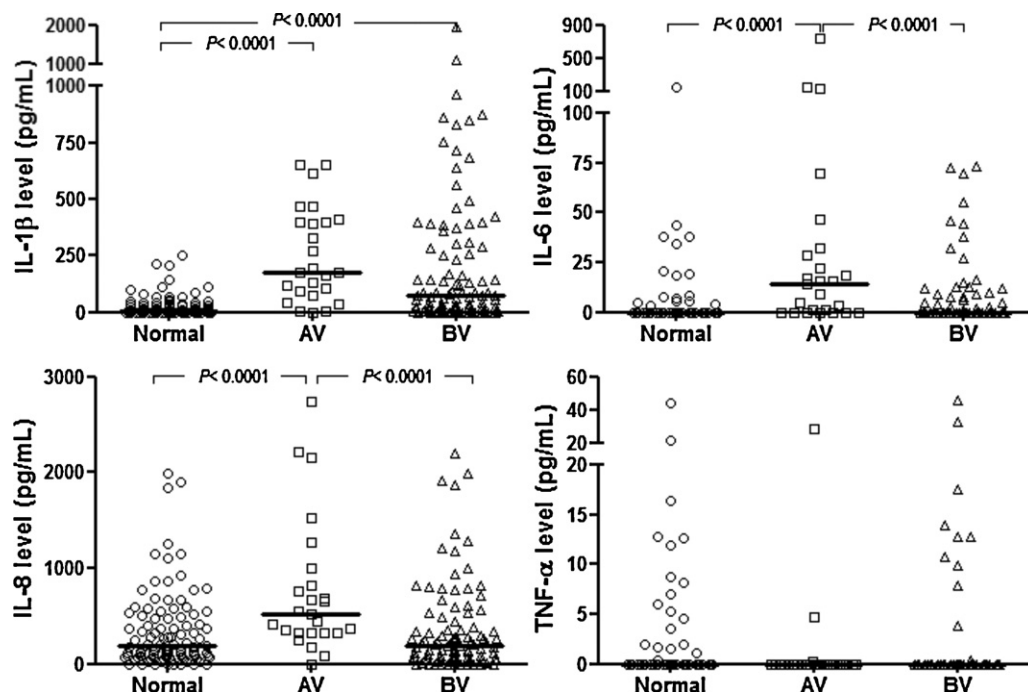 P< 0.0001
P< 0.0001
IL-1β level (pg/mL)
2000
1000
1000
750
500
250
0
Normal AV BV
P< 0.0001 P< 0.0001
IL-6 level (pg/mL)
900
500
100
100
75
50
25
0
Normal AV BV
P< 0.0001 P< 0.0001
IL-8 level (pg/mL)
3000
2000
1000
0
Normal AV BV
TNF-α level (pg/mL)
60
40
20
20
15
10
5
0
Normal AV BV